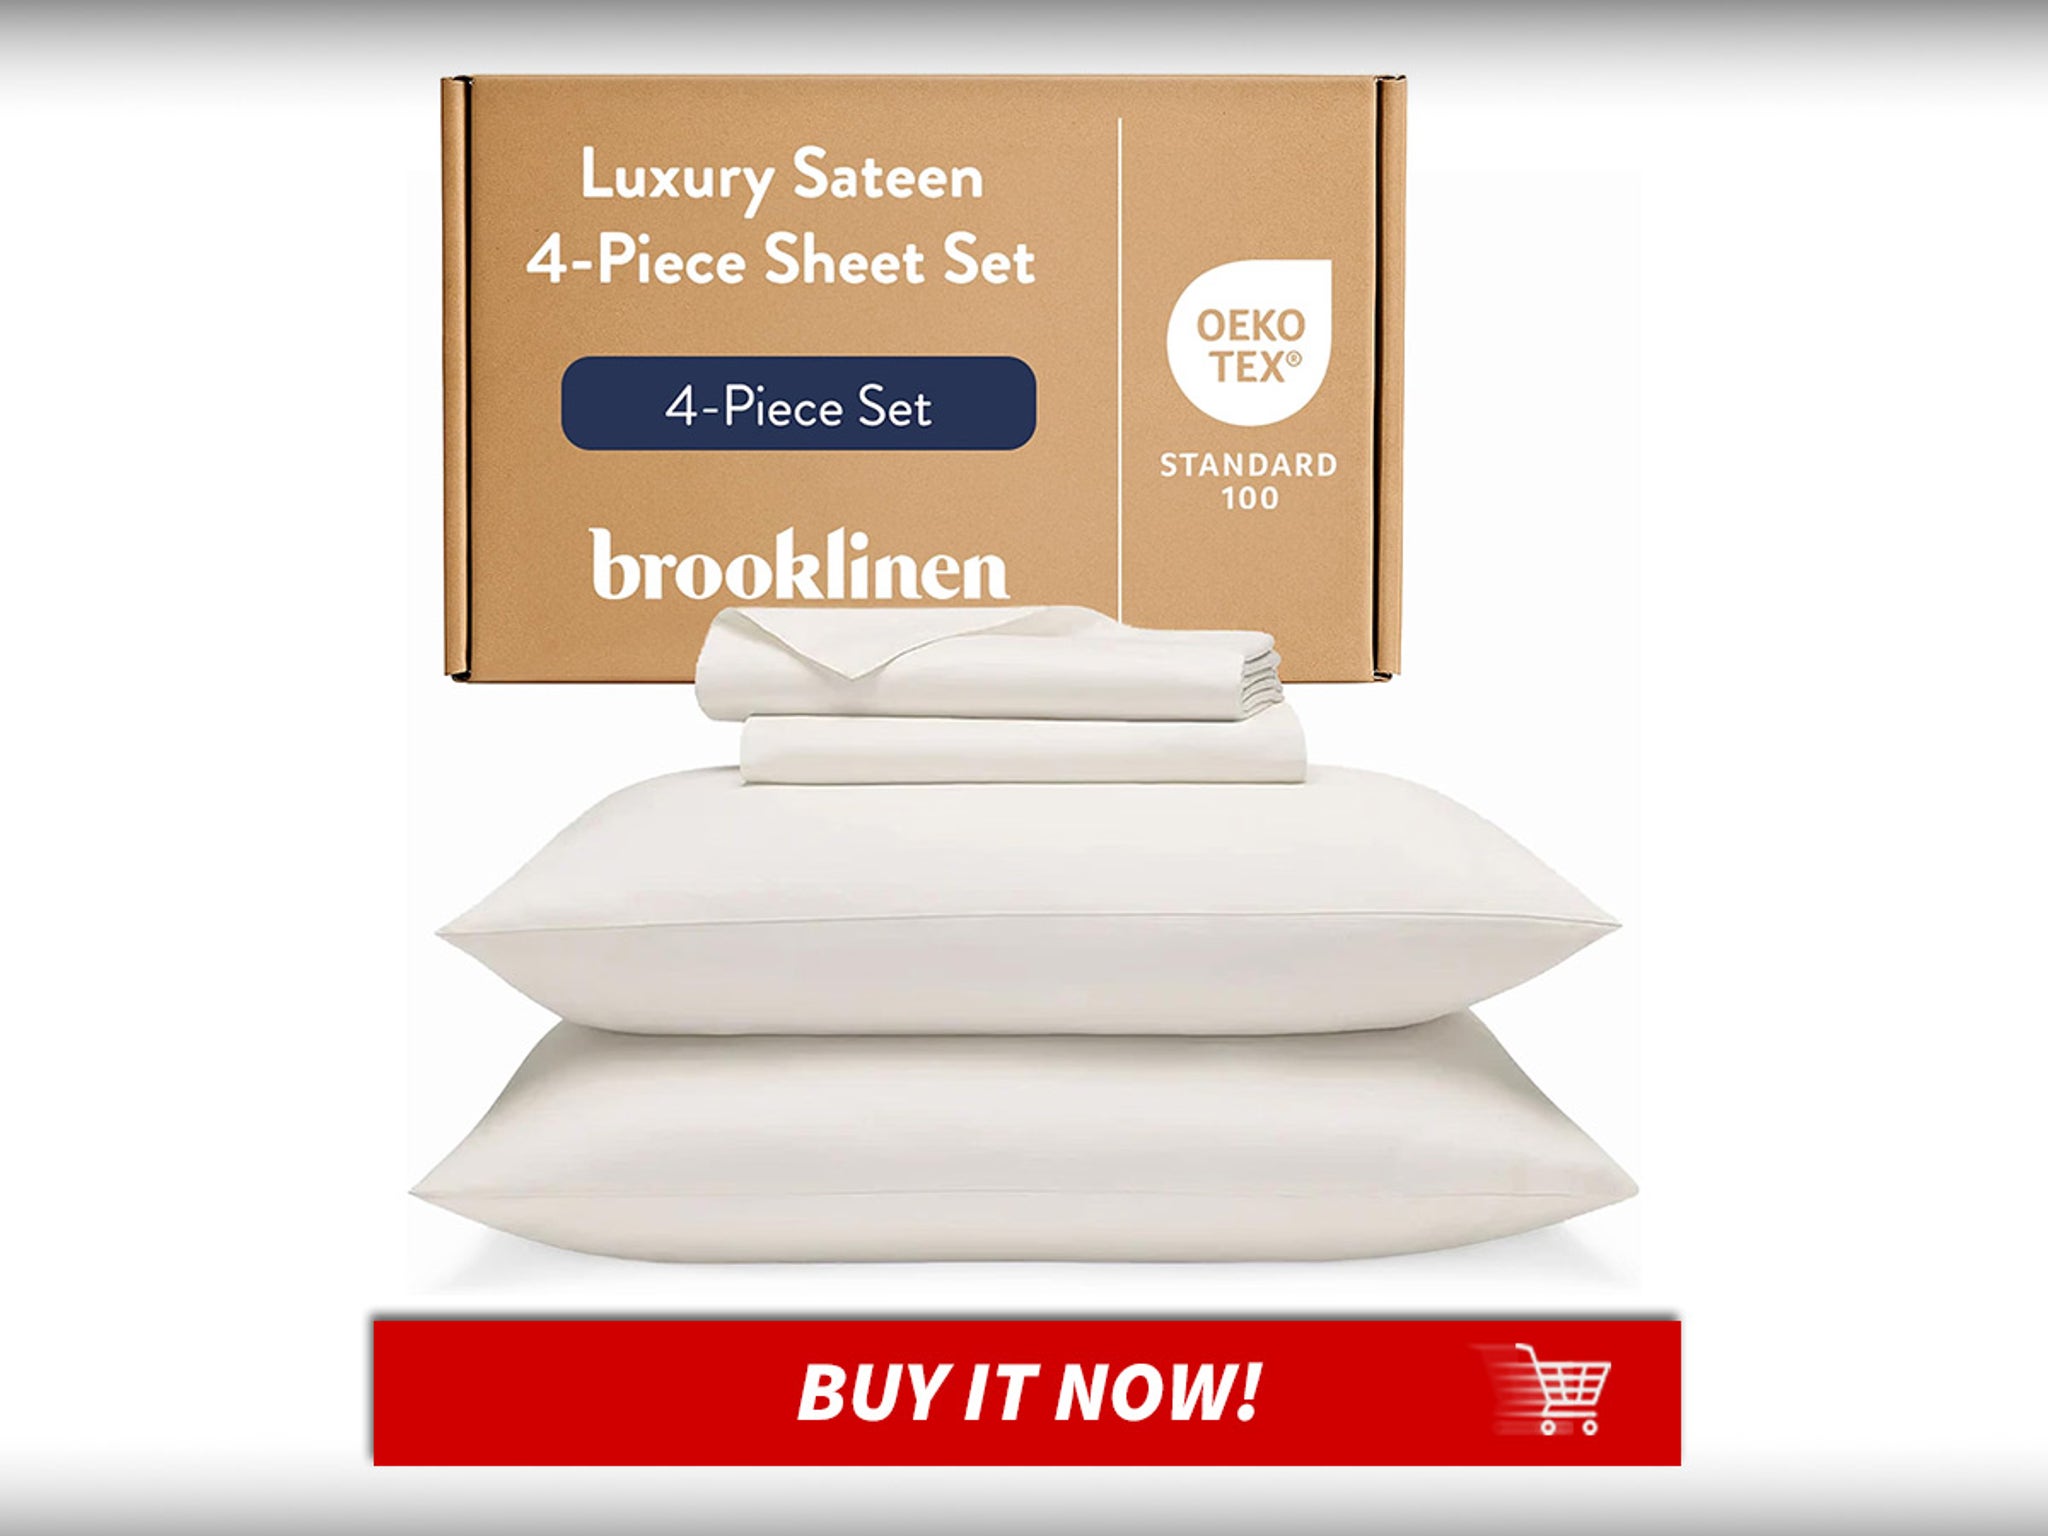 Luxury Sateen
4-Piece Sheet Set
4-Piece Set
brooklinen
OEKO
TEX®
STANDARD
100
BUY IT NOW!